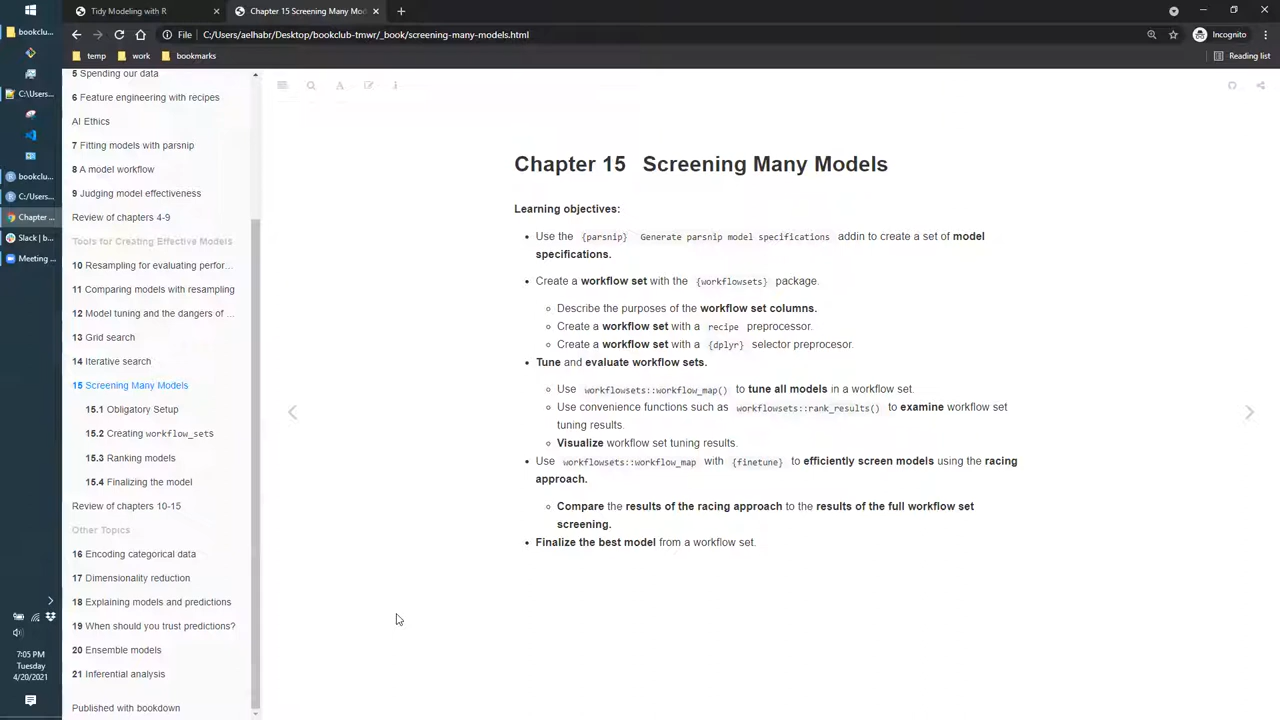 Tidy Modeling with R
Chapter 15 Screening Many Mo
File
C:/Users/aelhabr/Desktop/bookclub-tmwr/_book/screening-many-models.html
Incognito
temp
work
bookmarks
Reading list
bookclu...
C:\Users...
bookclu...
C:/Users...
Chapter ...
Slack | b...
Meeting ...
7:05 PM
Tuesday
4/20/2021
5 Spending our data
6 Feature engineering with recipes
AI Ethics
7 Fitting models with parsnip
8 A model workflow
9 Judging model effectiveness
Review of chapters 4-9
Tools for Creating Effective Models
10 Resampling for evaluating perfor...
11 Comparing models with resampling
12 Model tuning and the dangers of ...
13 Grid search
14 Iterative search
15 Screening Many Models
15.1 Obligatory Setup
15.2 Creating workflow_sets
15.3 Ranking models
15.4 Finalizing the model
Review of chapters 10-15
Other Topics
16 Encoding categorical data
17 Dimensionality reduction
18 Explaining models and predictions
19 When should you trust predictions?
20 Ensemble models
21 Inferential analysis
Published with bookdown
Chapter 15 Screening Many Models
Learning objectives:
• Use the {parsnip} Generate parsnip model specifications addin to create a set of model
specifications.
• Create a workflow set with the {workflowsets} package.
◦ Describe the purposes of the workflow set columns.
◦ Create a workflow set with a recipe preprocessor.
◦ Create a workflow set with a {dplyr} selector preprocesor.
• Tune and evaluate workflow sets.
◦ Use workflowsets::workflow_map() to tune all models in a workflow set.
◦ Use convenience functions such as workflowsets::rank_results() to examine workflow set
tuning results.
◦ Visualize workflow set tuning results.
• Use workflowsets::workflow_map with {finetune} to efficiently screen models using the racing
approach.
◦ Compare the results of the racing approach to the results of the full workflow set
screening.
• Finalize the best model from a workflow set.